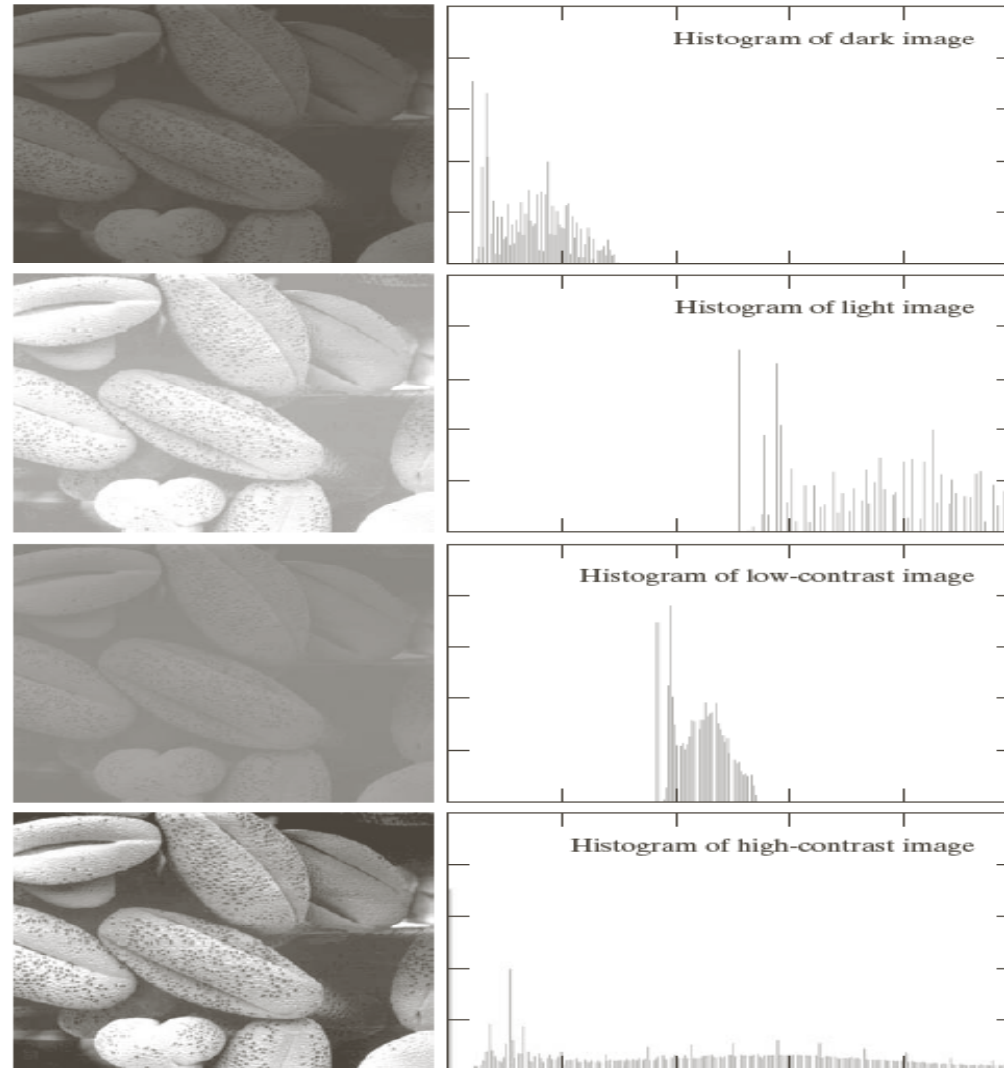 Histogram of dark image
Histogram of light image
Histogram of low-contrast image
Histogram of high-contrast image